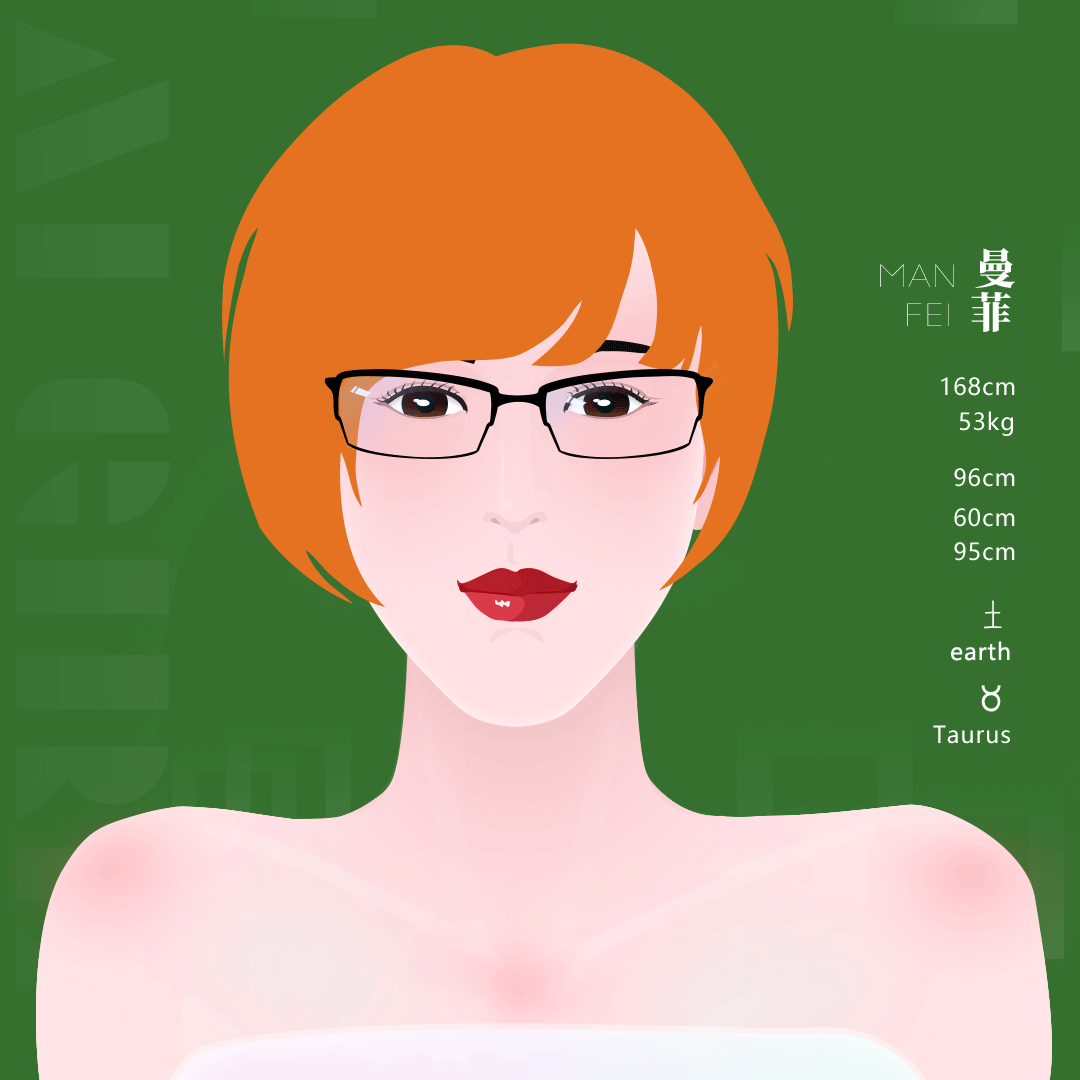 MAN
FEI
曼菲
168cm
53kg
96cm
60cm
95cm
土
earth
♉
Taurus